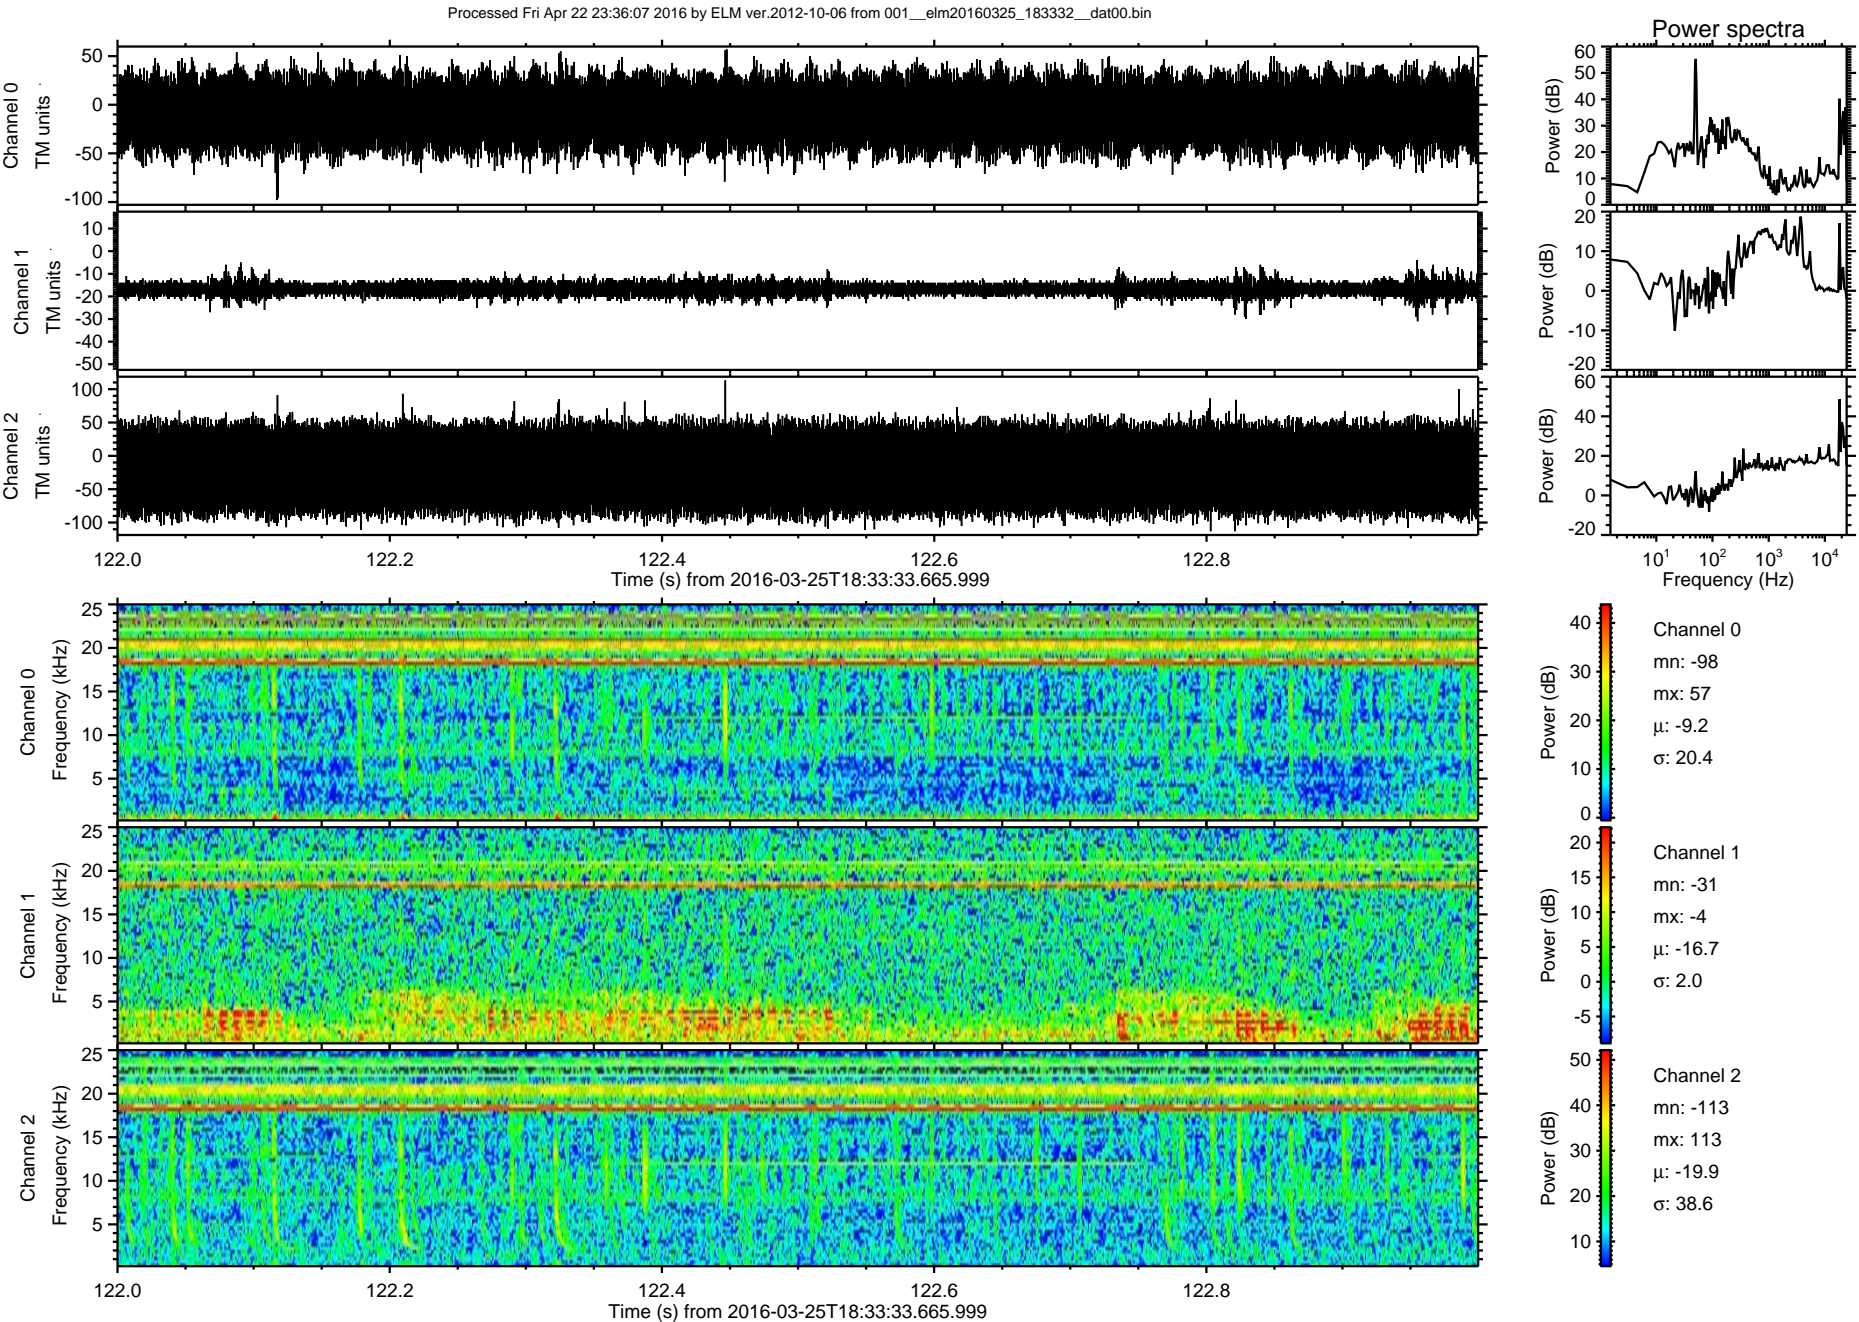 Processed Fri Apr 22 23:36:07 2016 by ELM ver.2012-10-06 from 001__elm20160325_183332__dat00.bin
Power spectra
Channel 0
TM units
50
0
-50
-100
Power (dB)
60
50
40
30
20
10
0
Channel 1
TM units
10
0
-10
-20
-30
-40
-50
Power (dB)
20
10
0
-10
-20
Channel 2
TM units
100
50
0
-50
-100
Power (dB)
60
40
20
0
-20
122.0 122.2 122.4 122.6 122.8
Time (s) from 2016-03-25T18:33:33.665.999
10¹ 10² 10³ 10⁴
Frequency (Hz)
Channel 0
Frequency (kHz)
25
20
15
10
5
Power (dB)
40
30
20
10
0
Channel 0
mn: -98
mx: 57
μ: -9.2
σ: 20.4
Channel 1
Frequency (kHz)
25
20
15
10
5
Power (dB)
20
15
10
5
0
-5
Channel 1
mn: -31
mx: -4
μ: -16.7
σ: 2.0
Channel 2
Frequency (kHz)
25
20
15
10
5
Power (dB)
50
40
30
20
10
Channel 2
mn: -113
mx: 113
μ: -19.9
σ: 38.6
122.0 122.2 122.4 122.6 122.8
Time (s) from 2016-03-25T18:33:33.665.999